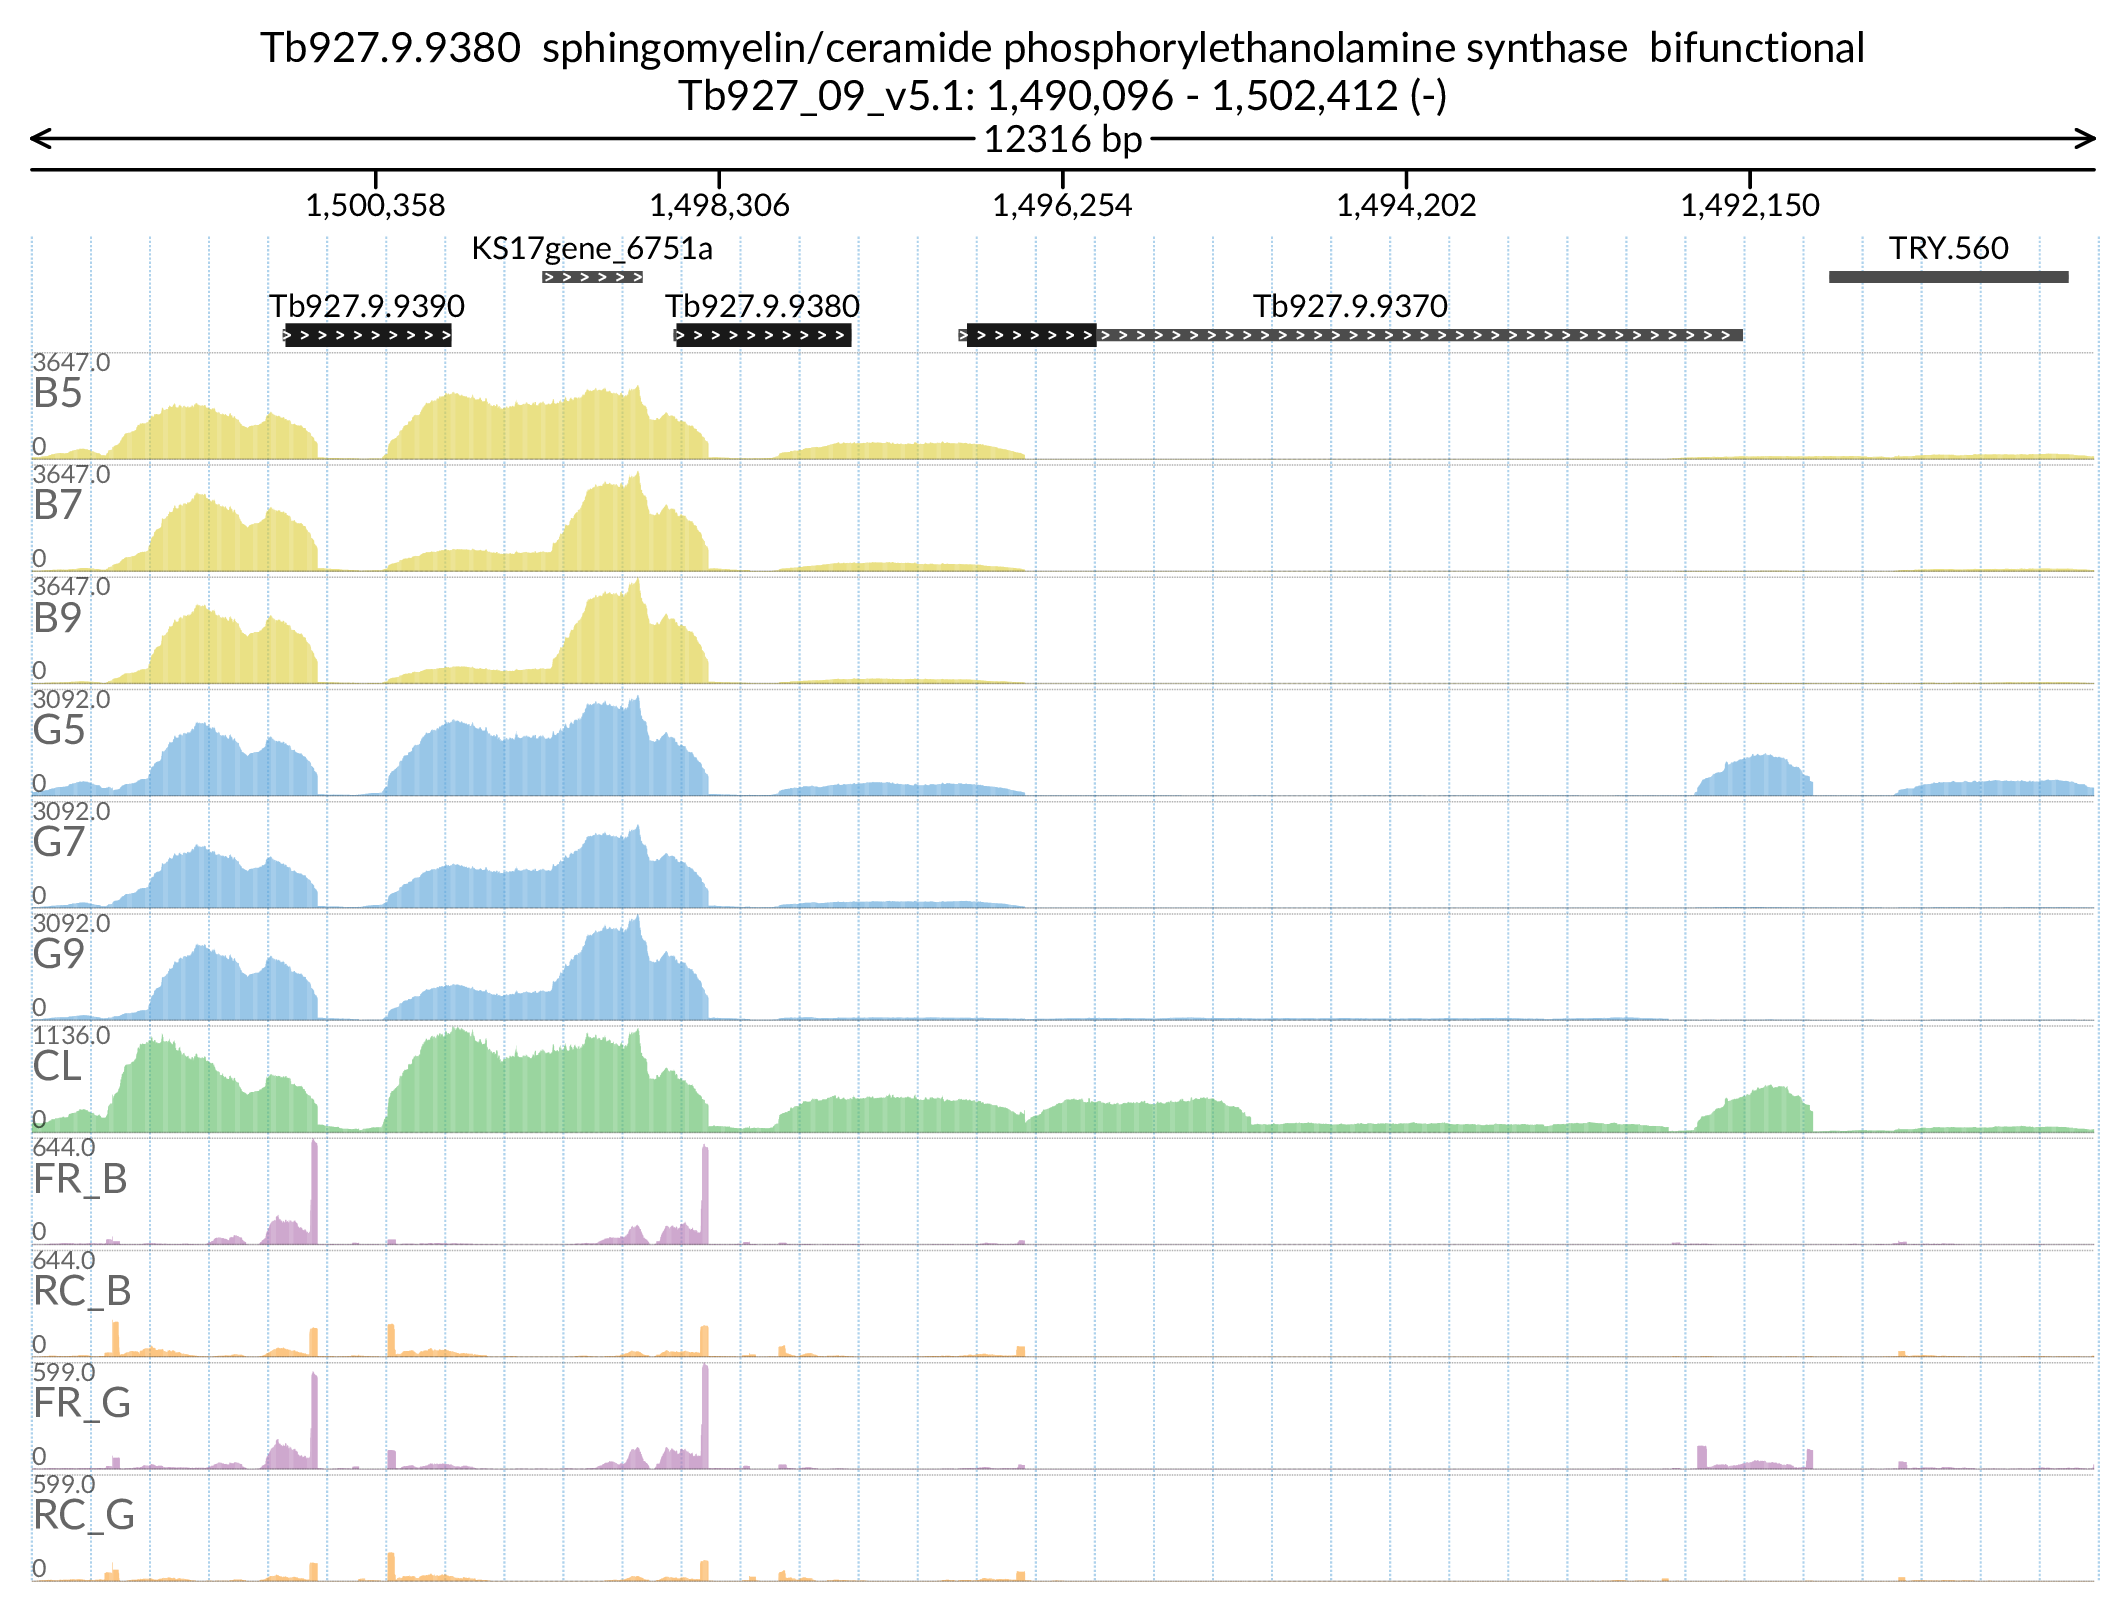 Tb927.9.9380  sphingomyelin/ceramide phosphorylethanolamine synthase  bifunctional
Tb927_09_v5.1: 1,490,096 - 1,502,412 (-)
12316 bp
1,500,358 1,498,306 1,496,254 1,494,202 1,492,150
KS17gene_6751a TRY.560
Tb927.9.9390 Tb927.9.9380 Tb927.9.9370
3647.0
B5
0
3647.0
B7
0
3647.0
B9
0
3092.0
G5
0
3092.0
G7
0
3092.0
G9
0
1136.0
CL
0
644.0
FR_B
0
644.0
RC_B
0
599.0
FR_G
0
599.0
RC_G
0